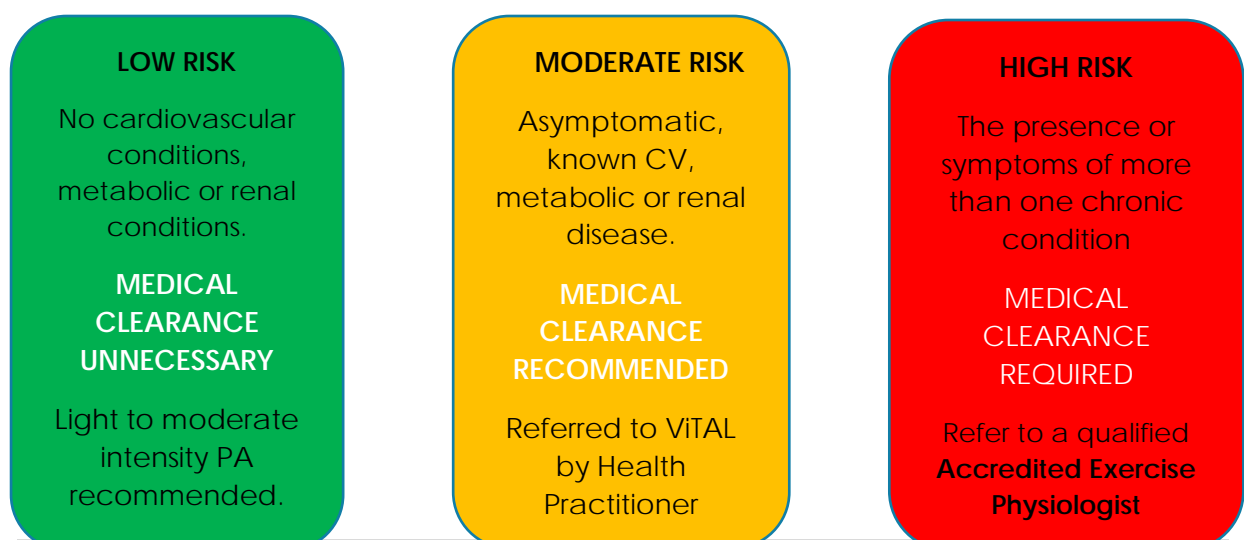 LOW RISK
No cardiovascular
conditions,
metabolic or renal
conditions.
MEDICAL
CLEARANCE
UNNECESSARY
Light to moderate
intensity PA
recommended.
MODERATE RISK
Asymptomatic,
known CV,
metabolic or renal
disease.
MEDICAL
CLEARANCE
RECOMMENDED
Referred to ViTAL
by Health
Practitioner
HIGH RISK
The presence or
symptoms of more
than one chronic
condition
MEDICAL
CLEARANCE
REQUIRED
Refer to a qualified
Accredited Exercise
Physiologist